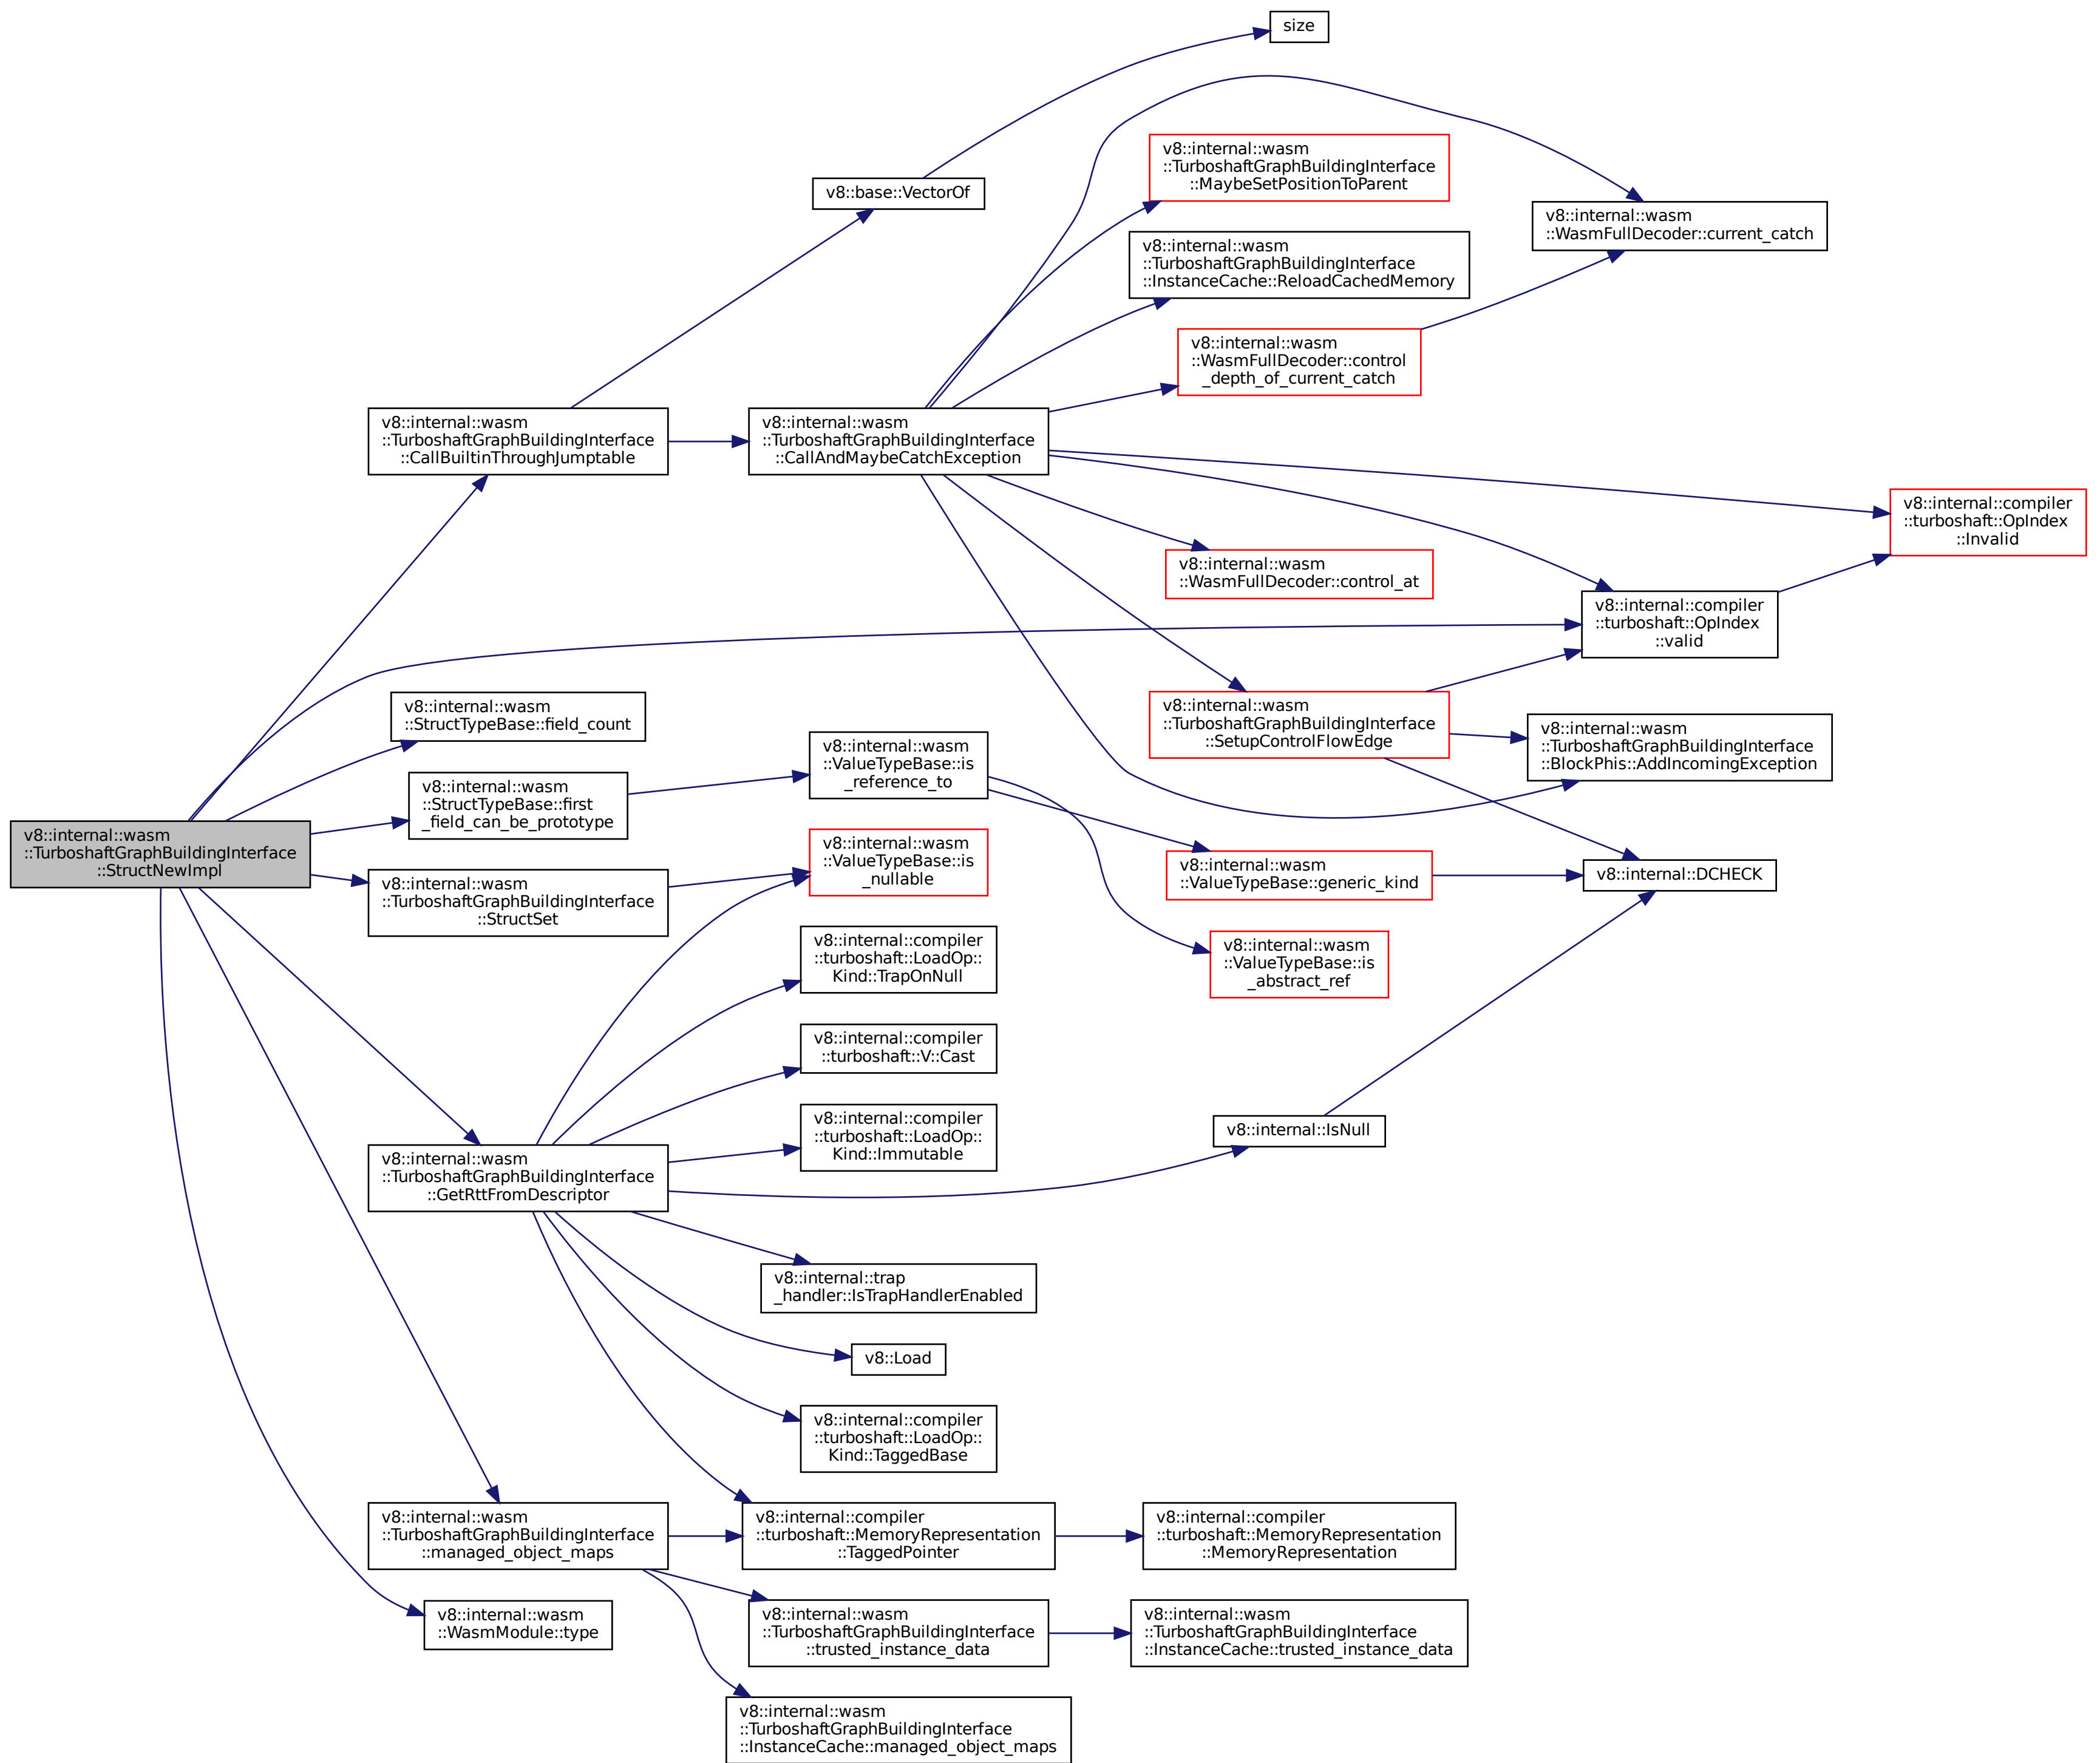 size
v8::internal::wasm
::TurboshaftGraphBuildingInterface
::MaybeSetPositionToParent
v8::base::VectorOf
v8::internal::wasm
::WasmFullDecoder::current_catch
v8::internal::wasm
::TurboshaftGraphBuildingInterface
::InstanceCache::ReloadCachedMemory
v8::internal::wasm
::WasmFullDecoder::control
_depth_of_current_catch
v8::internal::wasm
::TurboshaftGraphBuildingInterface
::CallBuiltinThroughJumptable
v8::internal::wasm
::TurboshaftGraphBuildingInterface
::CallAndMaybeCatchException
v8::internal::compiler
::turboshaft::OpIndex
::Invalid
v8::internal::wasm
::WasmFullDecoder::control_at
v8::internal::compiler
::turboshaft::OpIndex
::valid
v8::internal::wasm
::StructTypeBase::field_count
v8::internal::wasm
::TurboshaftGraphBuildingInterface
::SetupControlFlowEdge
v8::internal::wasm
::TurboshaftGraphBuildingInterface
::BlockPhis::AddIncomingException
v8::internal::wasm
::ValueTypeBase::is
_reference_to
v8::internal::wasm
::StructTypeBase::first
_field_can_be_prototype
v8::internal::wasm
::TurboshaftGraphBuildingInterface
::StructNewImpl
v8::internal::wasm
::ValueTypeBase::is
_nullable
v8::internal::wasm
::ValueTypeBase::generic_kind
v8::internal::DCHECK
v8::internal::wasm
::TurboshaftGraphBuildingInterface
::StructSet
v8::internal::compiler
::turboshaft::LoadOp::
Kind::TrapOnNull
v8::internal::wasm
::ValueTypeBase::is
_abstract_ref
v8::internal::compiler
::turboshaft::V::Cast
v8::internal::compiler
::turboshaft::LoadOp::
Kind::Immutable
v8::internal::IsNull
v8::internal::wasm
::TurboshaftGraphBuildingInterface
::GetRttFromDescriptor
v8::internal::trap
_handler::IsTrapHandlerEnabled
v8::Load
v8::internal::compiler
::turboshaft::LoadOp::
Kind::TaggedBase
v8::internal::wasm
::TurboshaftGraphBuildingInterface
::managed_object_maps
v8::internal::compiler
::turboshaft::MemoryRepresentation
::TaggedPointer
v8::internal::compiler
::turboshaft::MemoryRepresentation
::MemoryRepresentation
v8::internal::wasm
::WasmModule::type
v8::internal::wasm
::TurboshaftGraphBuildingInterface
::trusted_instance_data
v8::internal::wasm
::TurboshaftGraphBuildingInterface
::InstanceCache::trusted_instance_data
v8::internal::wasm
::TurboshaftGraphBuildingInterface
::InstanceCache::managed_object_maps